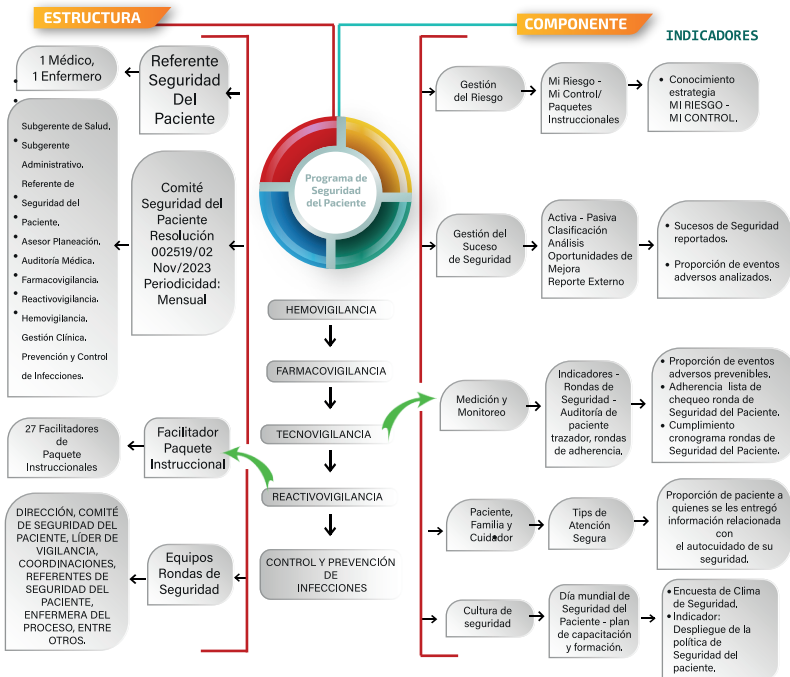 ESTRUCTURA
1 Médico,
1 Enfermero
Referente
Seguridad
Del
Paciente
Subgerente de Salud.
Subgerente
Administrativo.
Referente de
Seguridad del
Paciente.
Asesor Planeación.
Auditoría Médica.
Farmacovigilancia.
Reactivovigilancia.
Hemovigilancia.
Gestión Clínica.
Prevención y Control
de Infecciones.
Comité
Seguridad del
Paciente
Resolución
002519/02
Nov/2023
Periodicidad:
Mensual
27 Facilitadores
de
Paquete
Instruccionales
Facilitador
Paquete
Instruccional
DIRECCIÓN, COMITÉ
DE SEGURIDAD DEL
PACIENTE, LÍDER DE
VIGILANCIA,
COORDINACIONES,
REFERENTES DE
SEGURIDAD DEL
PACIENTE,
ENFERMERA DEL
PROCESO, ENTRE
OTROS.
Equipos
Rondas de
Seguridad
Programa de
Seguridad
del Paciente
HEMOVIGILANCIA
FARMACOVIGILANCIA
TECNOVIGILANCIA
REACTIVOVIGILANCIA
CONTROL Y PREVENCIÓN
DE
INFECCIONES
COMPONENTE
INDICADORES
Gestión
del Riesgo
Mi Riesgo -
Mi Control/
Paquetes
Instruccionales
• Conocimiento
estrategia
MI RIESGO -
MI CONTROL.
Gestión del
Suceso
de Seguridad
Activa - Pasiva
Clasificación
Análisis
Oportunidades de
Mejora
Reporte Externo
• Sucesos de Seguridad
reportados.
• Proporción de eventos
adversos analizados.
Medición y
Monitoreo
Indicadores -
Rondas de
Seguridad -
Auditoría de
paciente
trazador, rondas
de adherencia.
• Proporción de eventos
adversos prevenibles.
• Adherencia lista de
chequeo ronda de
Seguridad del Paciente.
• Cumplimiento
cronograma rondas de
Seguridad del Paciente.
Paciente,
Familia y
Cuidador
Tips de
Atención
Segura
Proporción de paciente a
quienes se les entregó
información relacionada
con
el autocuidado de su
seguridad.
Cultura de
seguridad
Día mundial de
Seguridad del
Paciente - plan
de capacitación
y formación.
• Encuesta de Clima
de Seguridad.
• Indicador:
Despliegue de la
política de
Seguridad del
paciente.